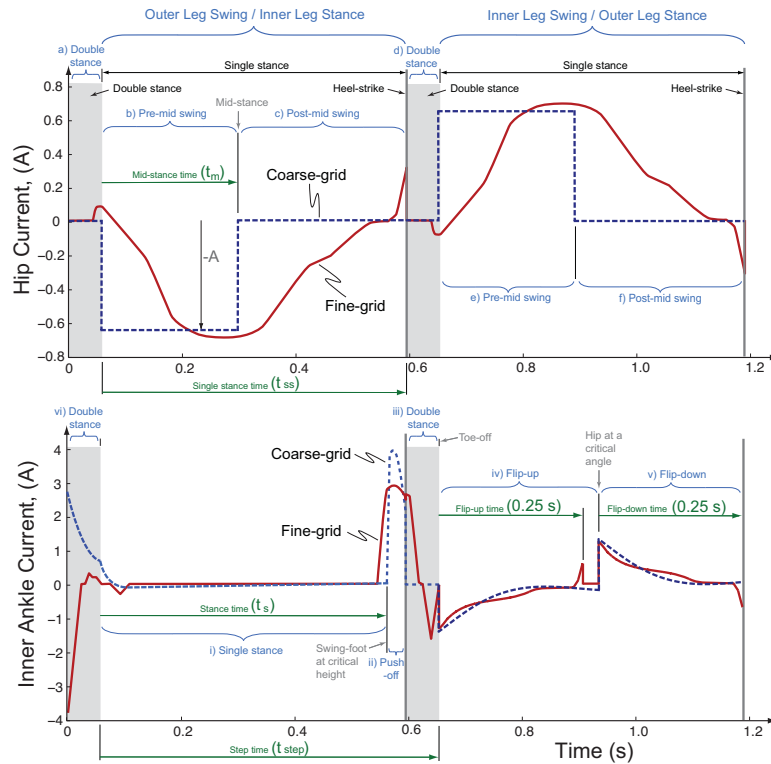 Outer Leg Swing / Inner Leg Stance
Inner Leg Swing / Outer Leg Stance
a) Double
stance
d) Double
stance
Single stance
Single stance
Double stance
Heel-strike
Double stance
Heel-strike
Mid-stance
b) Pre-mid swing
c) Post-mid swing
Mid-stance time (tm)
Coarse-grid
-A
Fine-grid
e) Pre-mid swing
f) Post-mid swing
Hip Current, (A)
0.8
0.6
0.4
0.2
0
-0.2
-0.4
-0.6
-0.8
0
0.2
0.4
0.6
0.8
1.0
1.2
Single stance time (t ss)
vi) Double
stance
iii) Double
stance
Toe-off
Hip at a
critical
angle
Coarse-grid
iv) Flip-up
v) Flip-down
Flip-up time (0.25 s)
Flip-down time (0.25 s)
Fine-grid
Stance time (t s)
i) Single stance
Swing-foot
at critical
height
ii) Push
-off
Inner Ankle Current, (A)
4
3
2
1
0
-1
-2
-3
-4
0
0.2
0.4
0.6
0.8
1.0
1.2
Step time (t step)
Time (s)